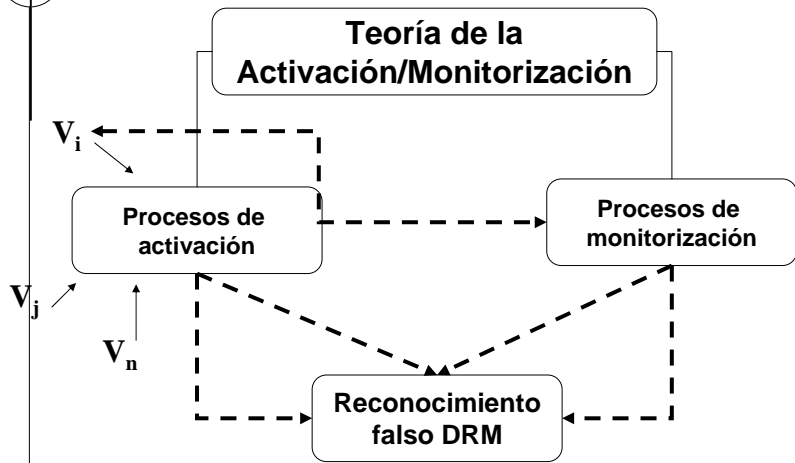 Teoría de la
Activación/Monitorización
Vi
Procesos de
activación
Procesos de
monitorización
Vj
Vn
Reconocimiento
falso DRM